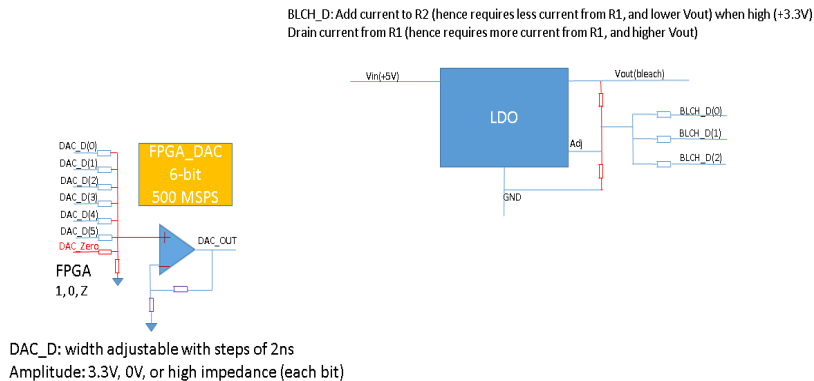 BLCH_D: Add current to R2 (hence requires less current from R1, and lower Vout) when high (+3.3V)
Drain current from R1 (hence requires more current from R1, and higher Vout)
Vin(+5V)
Vout(bleach)
LDO
BLCH_D(0)
BLCH_D(1)
BLCH_D(2)
Adj
GND
DAC_D(0)
DAC_D(1)
DAC_D(2)
DAC_D(3)
DAC_D(4)
DAC_D(5)
DAC_Zero
FPGA_DAC
6-bit
500 MSPS
DAC_OUT
FPGA
1, 0, Z
DAC_D: width adjustable with steps of 2ns
Amplitude: 3.3V, 0V, or high impedance (each bit)